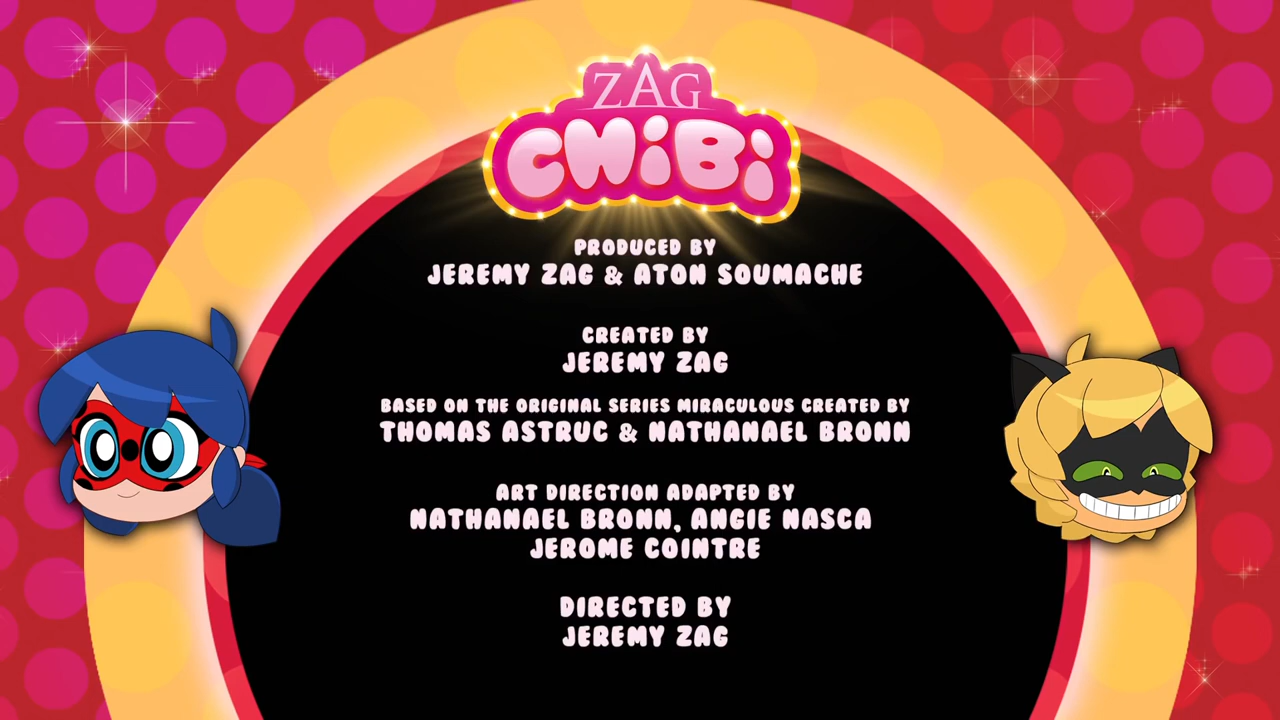 ZAG
CHiBi
PRODUCED BY
JEREMY ZAG & ATON SOUMACHE
CREATED BY
JEREMY ZAG
BASED ON THE ORIGINAL SERIES MIRACULOUS CREATED BY
THOMAS ASTRUC & NATHANAEL BRONN
ART DIRECTION ADAPTED BY
NATHANAEL BRONN, ANGIE NASCA
JEROME COINTRE
DIRECTED BY
JEREMY ZAG